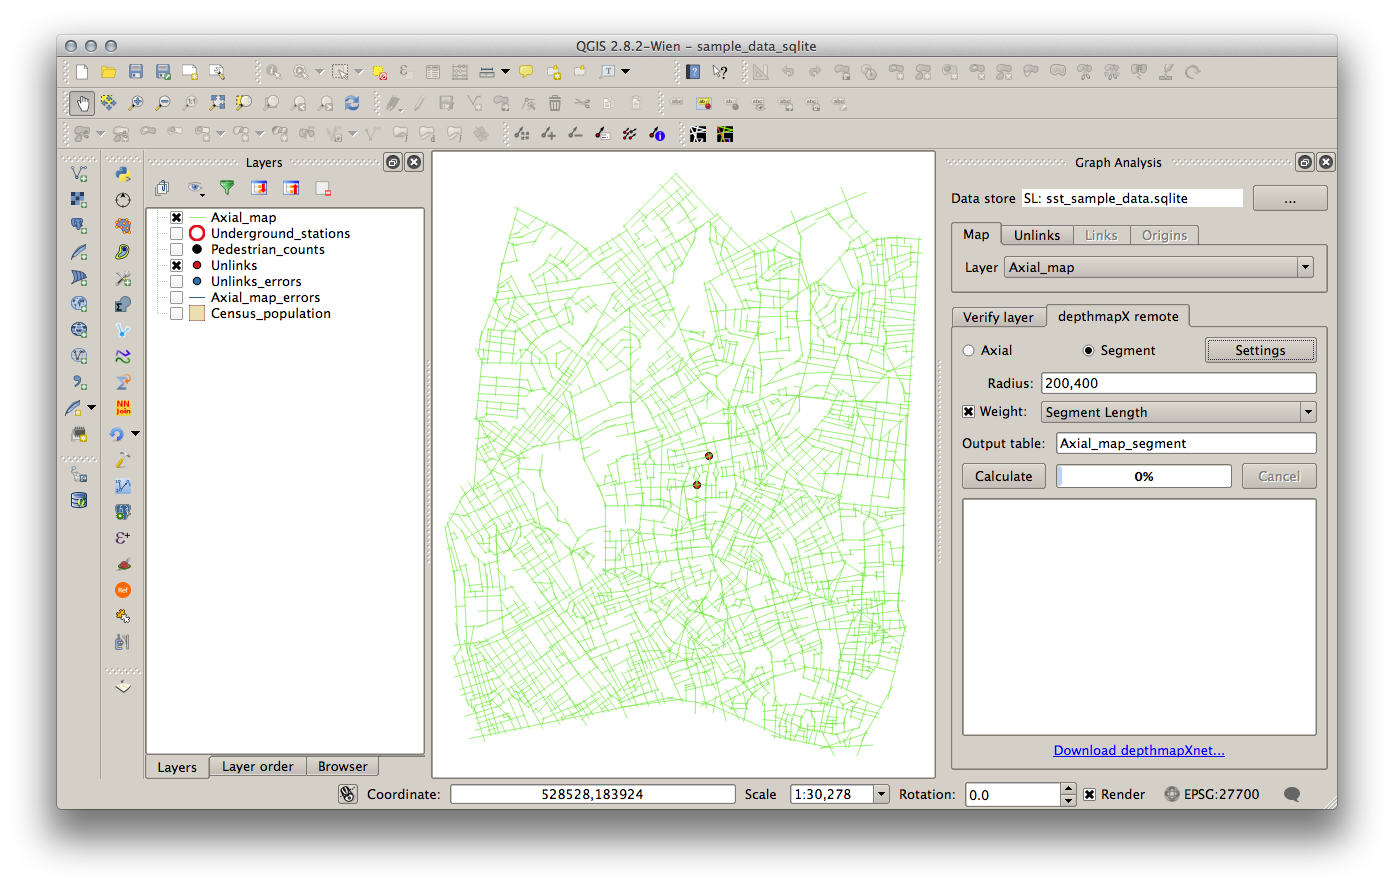 QGIS 2.8.2-Wien - sample_data_sqlite
Layers
Axial_map
Underground_stations
Pedestrian_counts
Unlinks
Unlinks_errors
Axial_map_errors
Census_population
Layers Layer order Browser
Graph Analysis
Data store SL: sst_sample_data.sqlite ...
Map Unlinks Links Origins
Layer Axial_map
Verify layer depthmapX remote
Axial Segment Settings
Radius: 200,400
Weight: Segment Length
Output table: Axial_map_segment
Calculate 0% Cancel
Download depthmapXnet...
Coordinate: 528528,183924 Scale 1:30,278 Rotation: 0.0 Render EPSG:27700